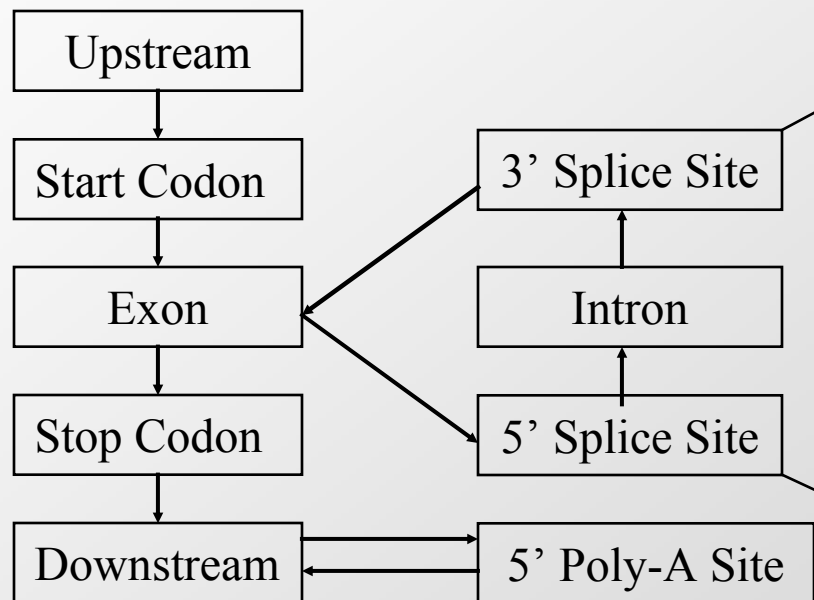 Upstream
Start Codon
Exon
Stop Codon
Downstream
3’ Splice Site
Intron
5’ Splice Site
5’ Poly-A Site